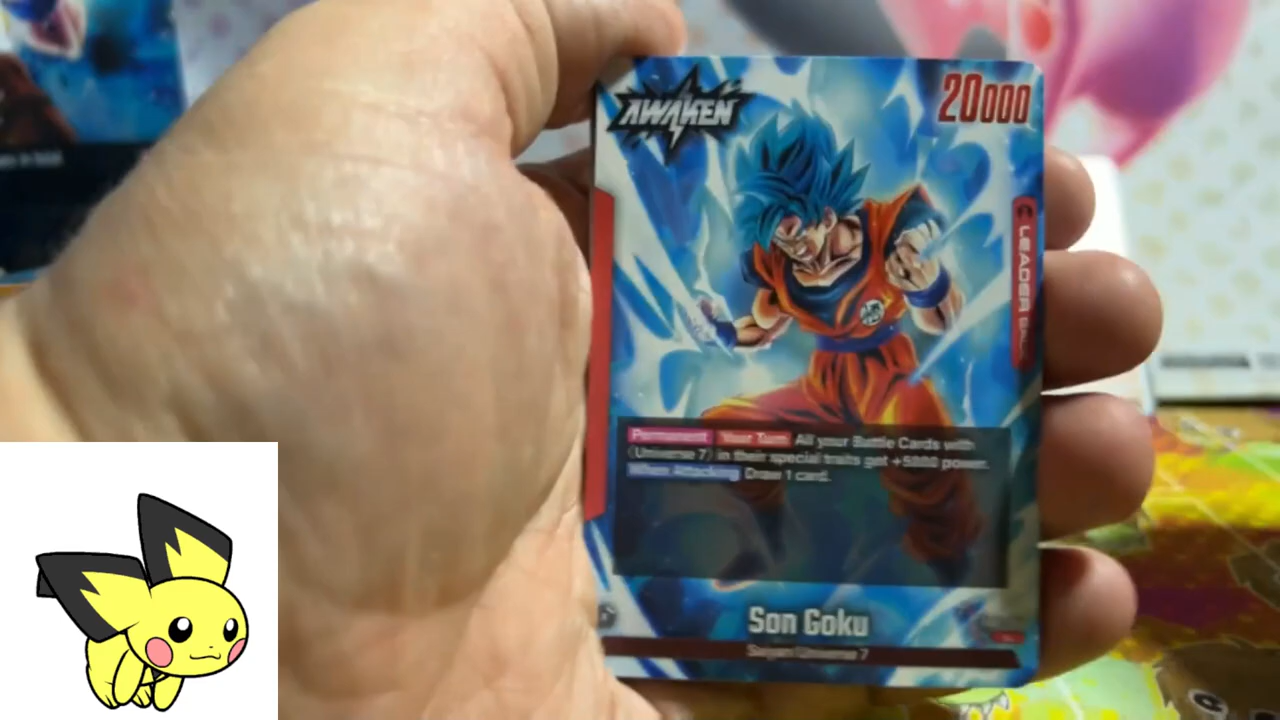 AWAKEN
20000
LEADER
Permanent Your Turn All your Battle Cards with
《Universe 7》 in their special traits get +5000 power.
When Attacking Draw 1 card.
Son Goku
Saiyan/Universe 7